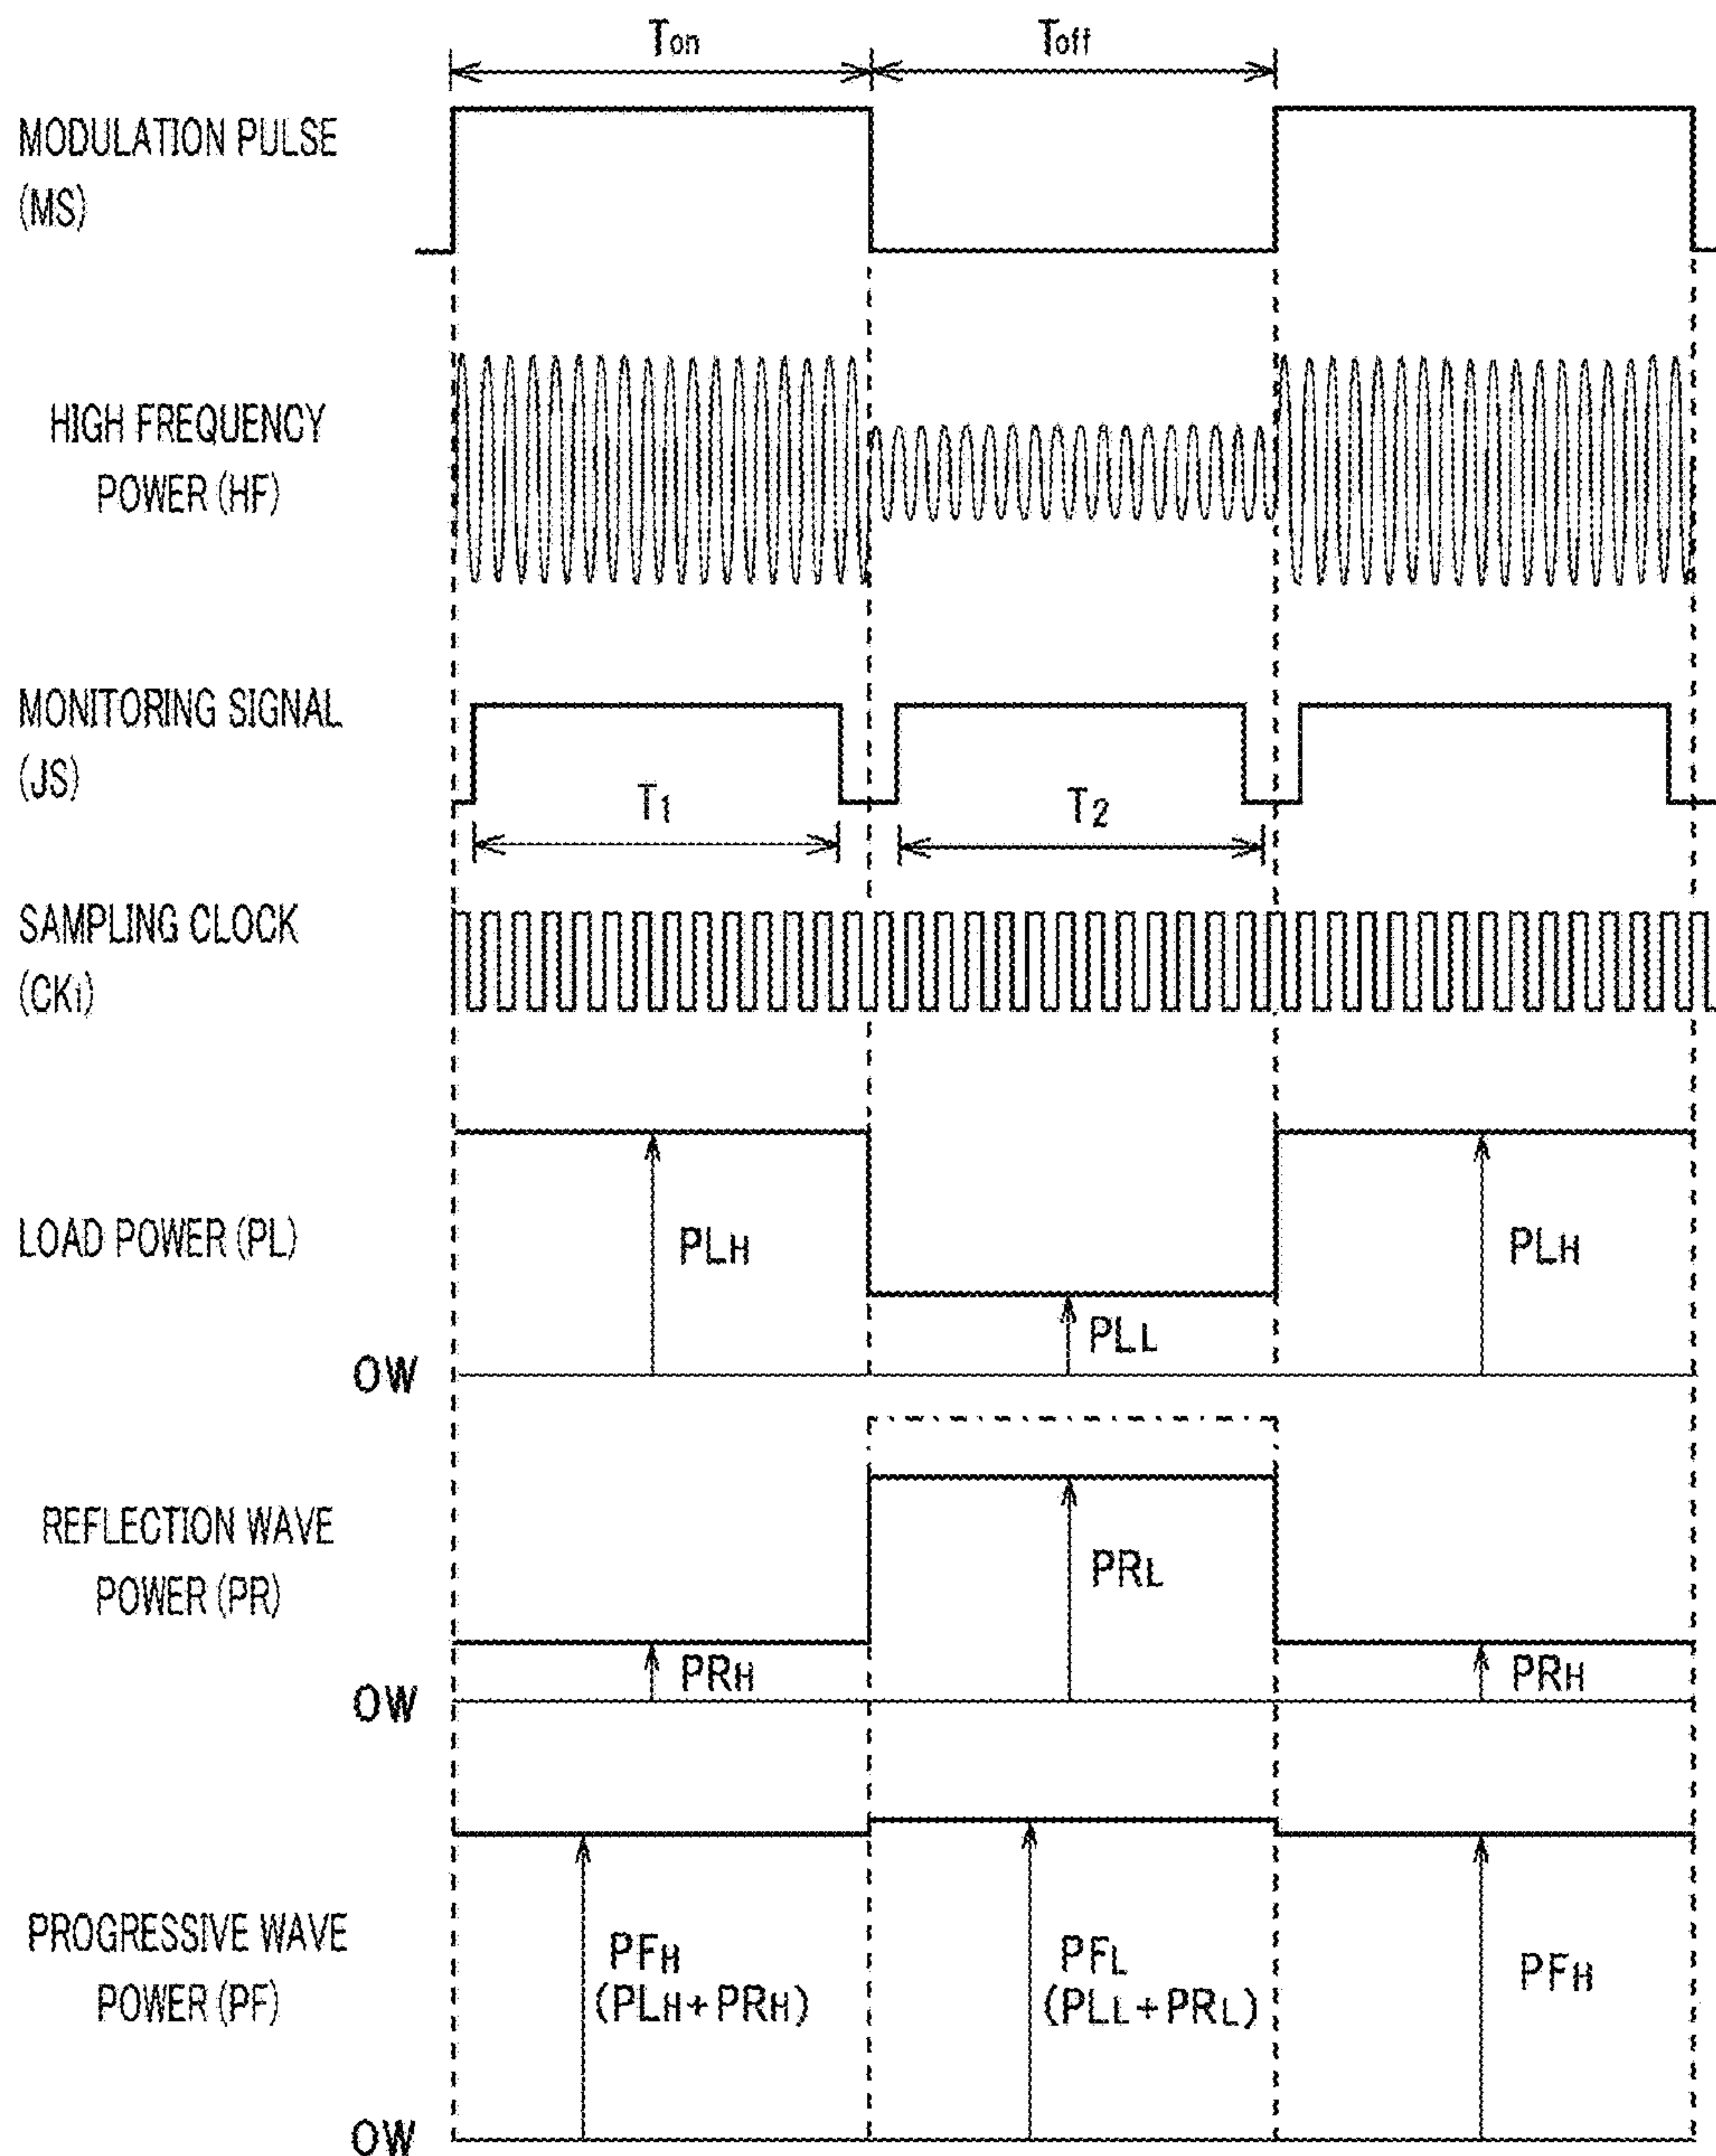 Ton
Toff
MODULATION PULSE
(MS)
HIGH FREQUENCY
POWER (HF)
MONITORING SIGNAL
(JS)
T1
T2
SAMPLING CLOCK
(CK1)
LOAD POWER (PL)
PLH
PLL
PLH
OW
REFLECTION WAVE
POWER (PR)
PRH
PRL
PRH
OW
PROGRESSIVE WAVE
POWER (PF)
PFH
(PLH+PRH)
PFL
(PLL+PRL)
PFH
OW